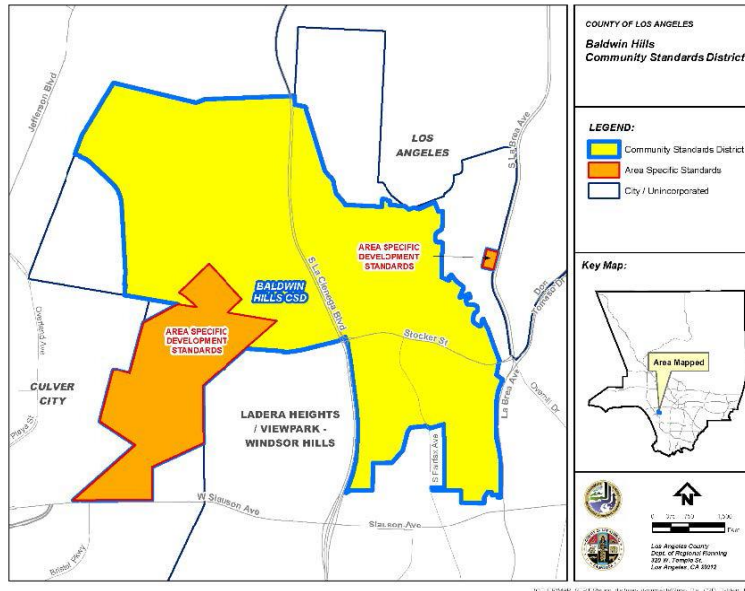 COUNTY OF LOS ANGELES
Baldwin Hills
Community Standards District
LEGEND:
Community Standards District
Area Specific Standards
City / Unincorporated
Key Map:
Area Mapped
N
Feet
Los Angeles County
Dept. of Regional Planning
320 W. Temple St.
Los Angeles, CA 90012
Jefferson Blvd
LOS
ANGELES
S La Brea Ave
S La Cienega Blvd
AREA SPECIFIC
DEVELOPMENT
STANDARDS
BALDWIN
HILLS CSD
Don
Tomaso Dr
AREA SPECIFIC
DEVELOPMENT
STANDARDS
Overland Ave
Stocker St
CULVER
CITY
La Brea Ave
Overhill Dr
Playa St
LADERA HEIGHTS
/ VIEWPARK -
WINDSOR HILLS
S Fairfax Ave
W Slauson Ave
Slauson Ave
Bristol Pkwy